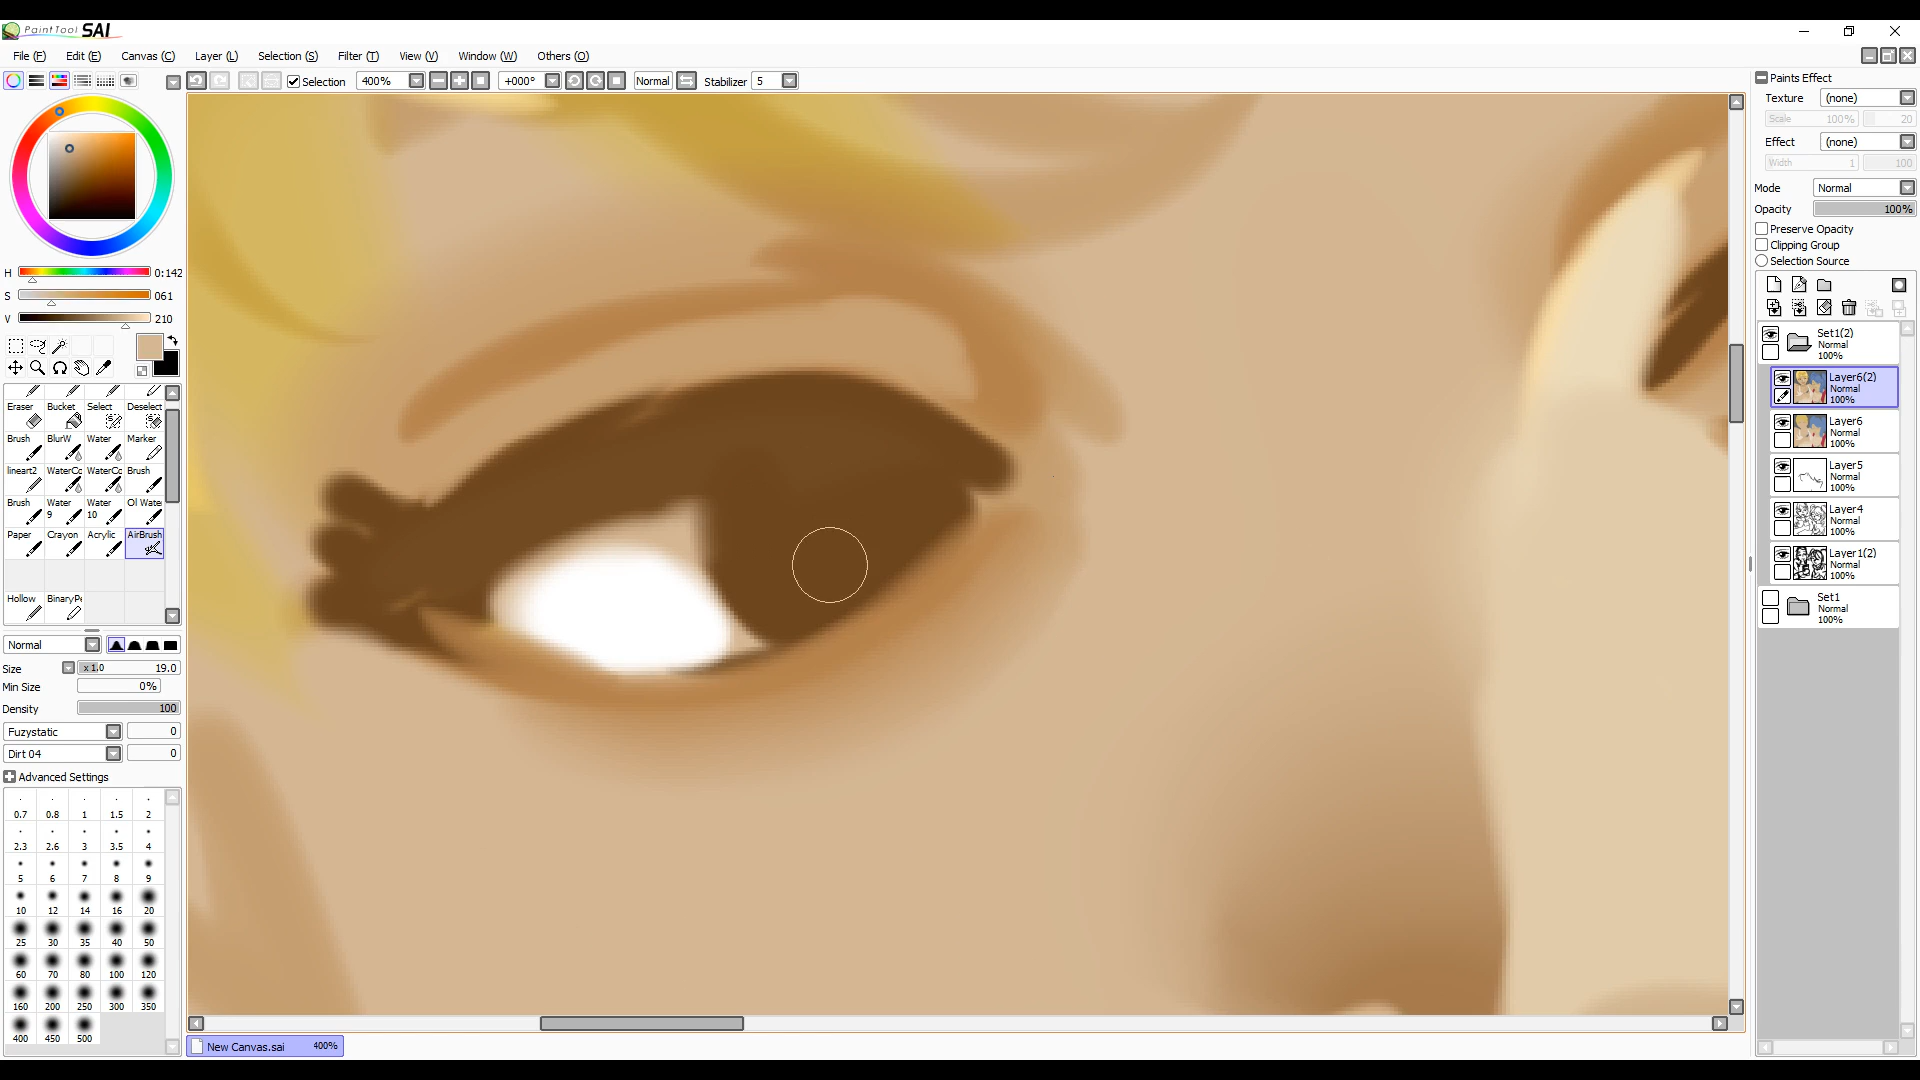 PaintTool SAI
File (F) Edit (E) Canvas (C) Layer (L) Selection (S) Filter (T) View (V) Window (W) Others (O)
Selection 400% +000° Normal Stabilizer 5
H 0:142
S 061
V 210
Eraser Bucket Select Deselect
Brush BlurW Water Marker
lineart2 WaterCo WaterCo Brush
Brush Water 9 Water 10 Ol Wate
Paper Crayon Acrylic AirBrush
Hollow BinaryPe
Normal
Size x1.0 19.0
Min Size 0%
Density 100
Fuzystatic 0
Dirt 04 0
Advanced Settings
0.7 0.8 1 1.5 2
2.3 2.6 3 3.5 4
5 6 7 8 9
10 12 14 16 20
25 30 35 40 50
60 70 80 100 120
160 200 250 300 350
400 450 500
New Canvas.sai 400%
Paints Effect
Texture (none)
Scale 100% 20
Effect (none)
Width 1 100
Mode Normal
Opacity 100%
Preserve Opacity
Clipping Group
Selection Source
Set1(2)
Normal
100%
Layer6(2)
Normal
100%
Layer6
Normal
100%
Layer5
Normal
100%
Layer4
Normal
100%
Layer1(2)
Normal
100%
Set1
Normal
100%